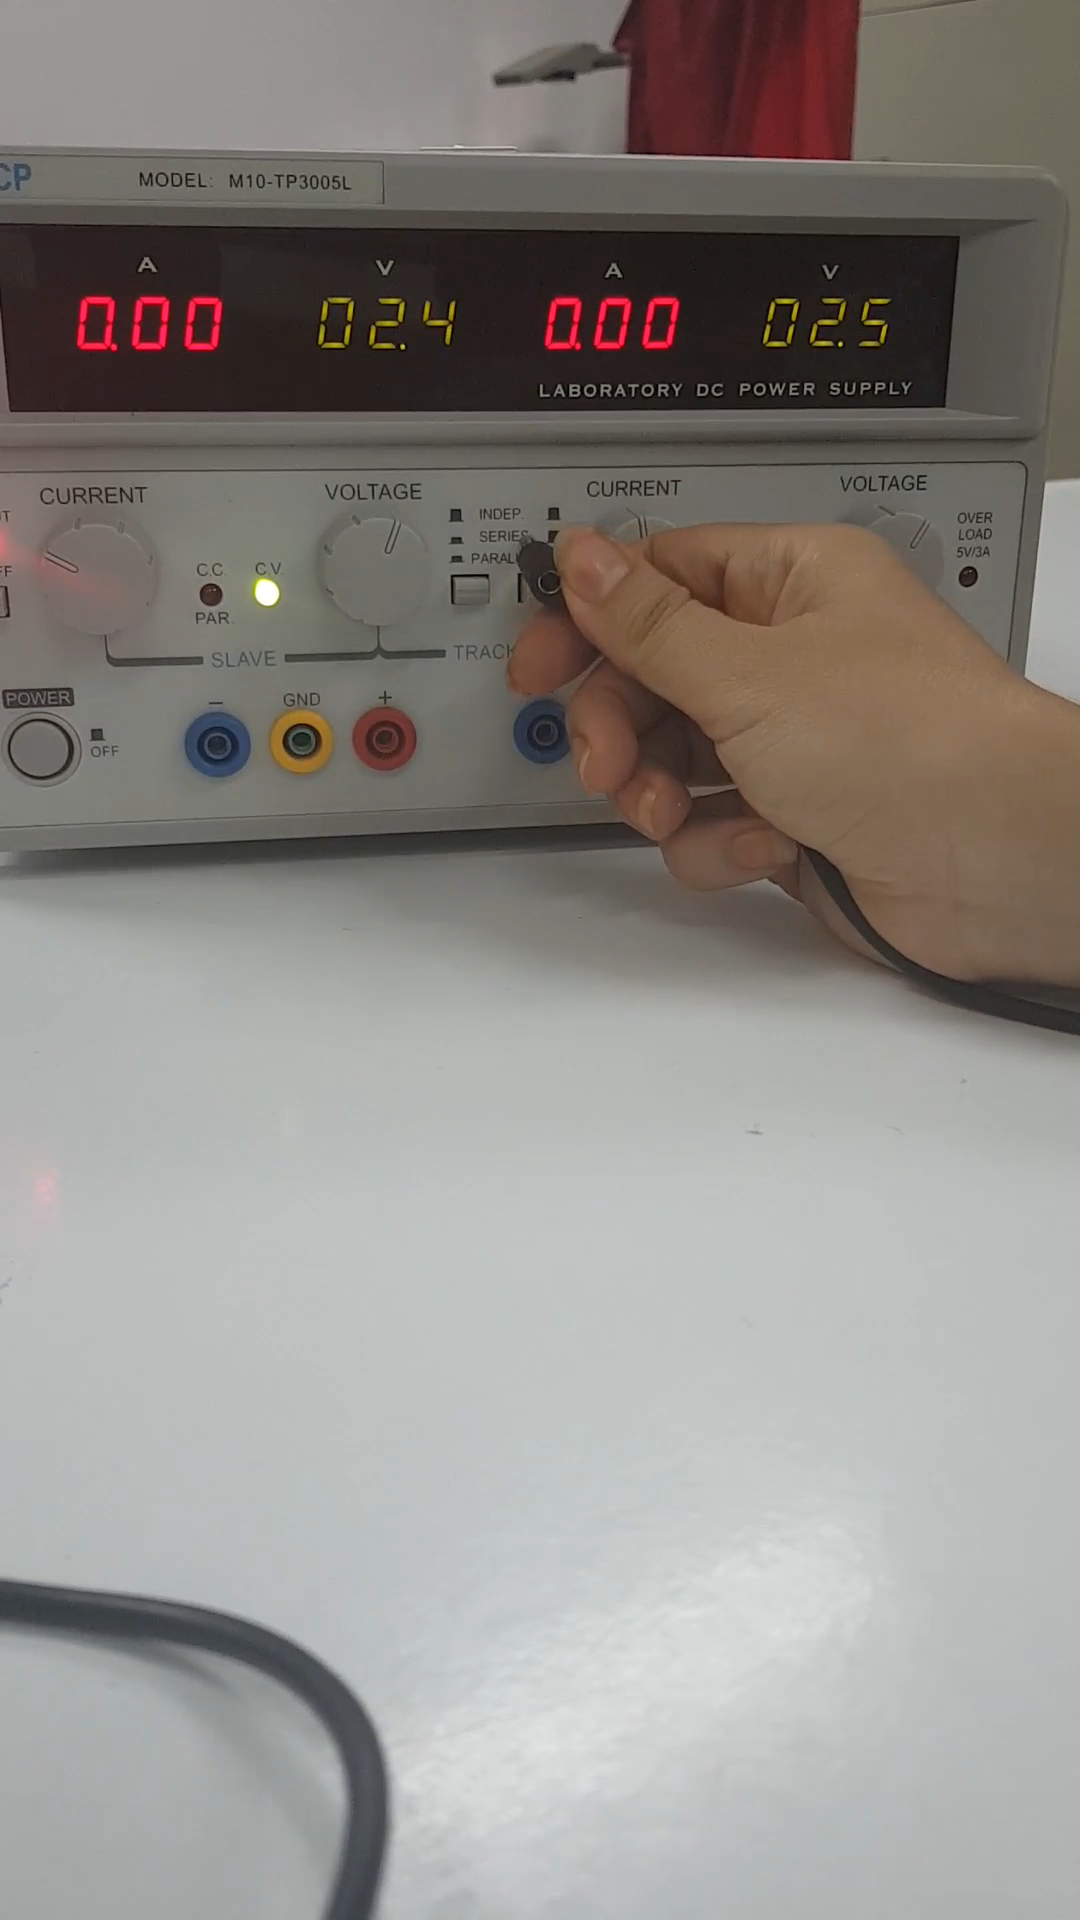 CP
MODEL: M10-TP3005L
A V A V
0.00 02.4 0.00 02.5
LABORATORY DC POWER SUPPLY
CURRENT VOLTAGE CURRENT VOLTAGE
INDEP.
SERIES
OVER
LOAD
5V/3A
C.C. C.V.
PAR.
SLAVE
POWER
OFF
- GND +